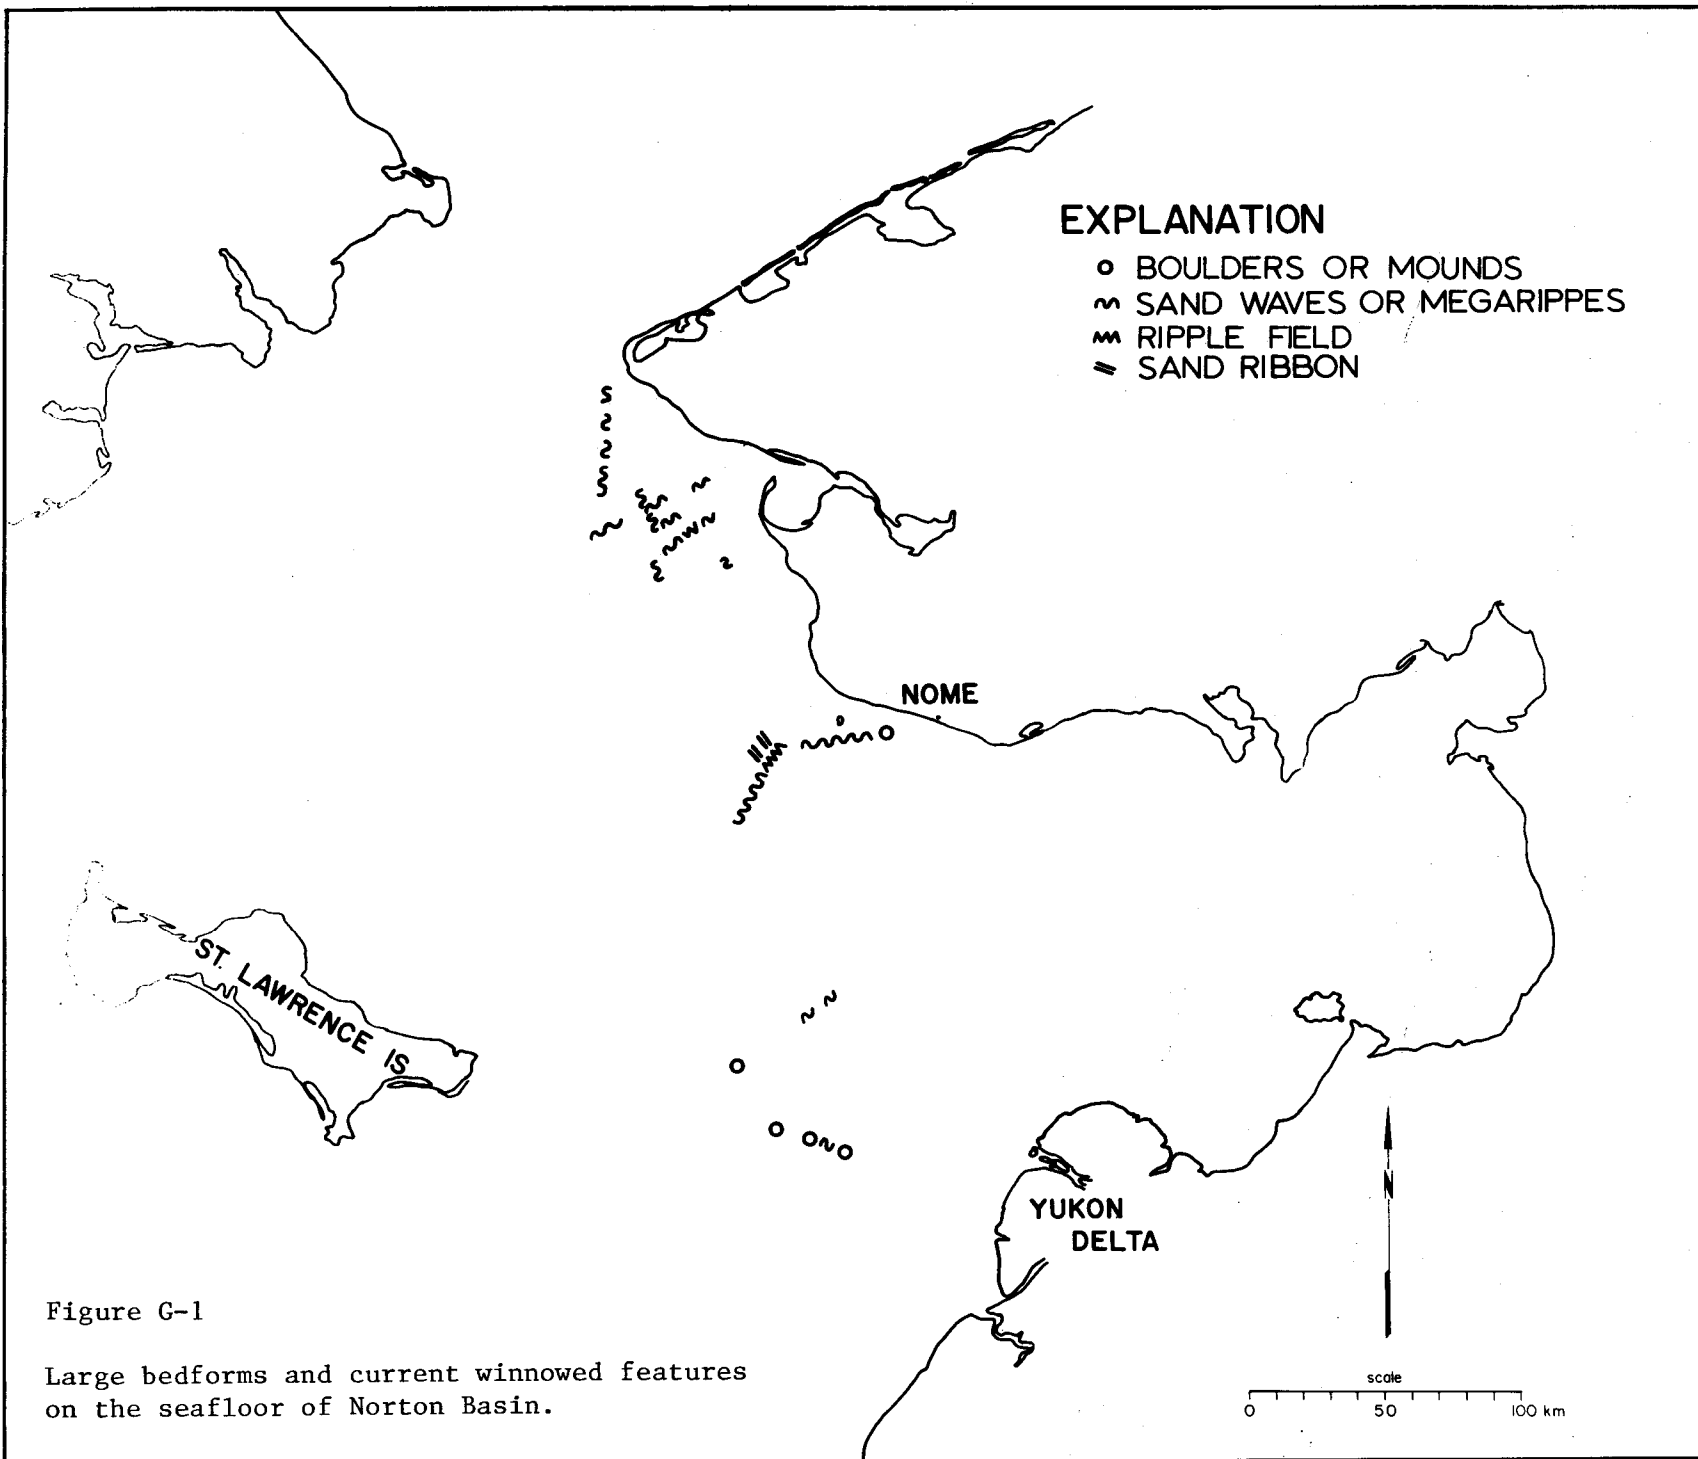 EXPLANATION
BOULDERS OR MOUNDS
SAND WAVES OR MEGARIPPES
RIPPLE FIELD
SAND RIBBON
NOME
ST. LAWRENCE IS
YUKON
DELTA
N
Figure G-1
Large bedforms and current winnowed features
on the seafloor of Norton Basin.
scale
0 50 100 km